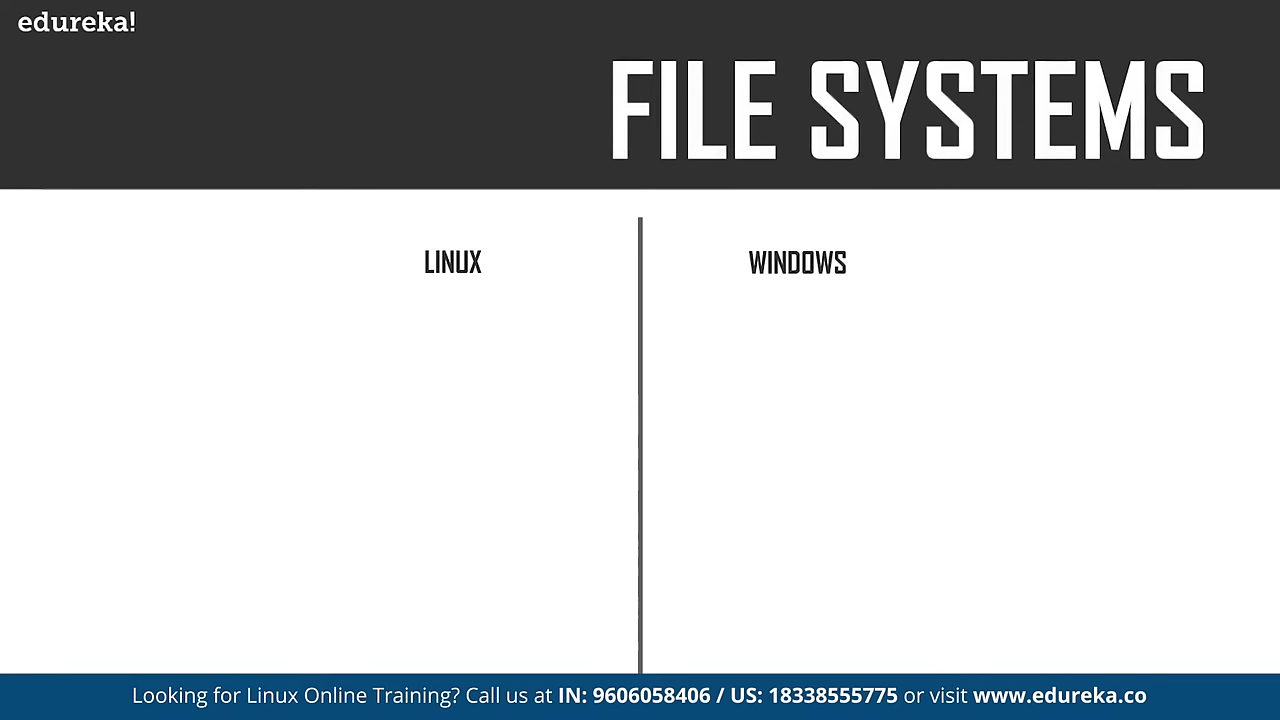 edureka!
FILE SYSTEMS
LINUX
WINDOWS
Looking for Linux Online Training? Call us at IN: 9606058406 / US: 18338555775 or visit www.edureka.co